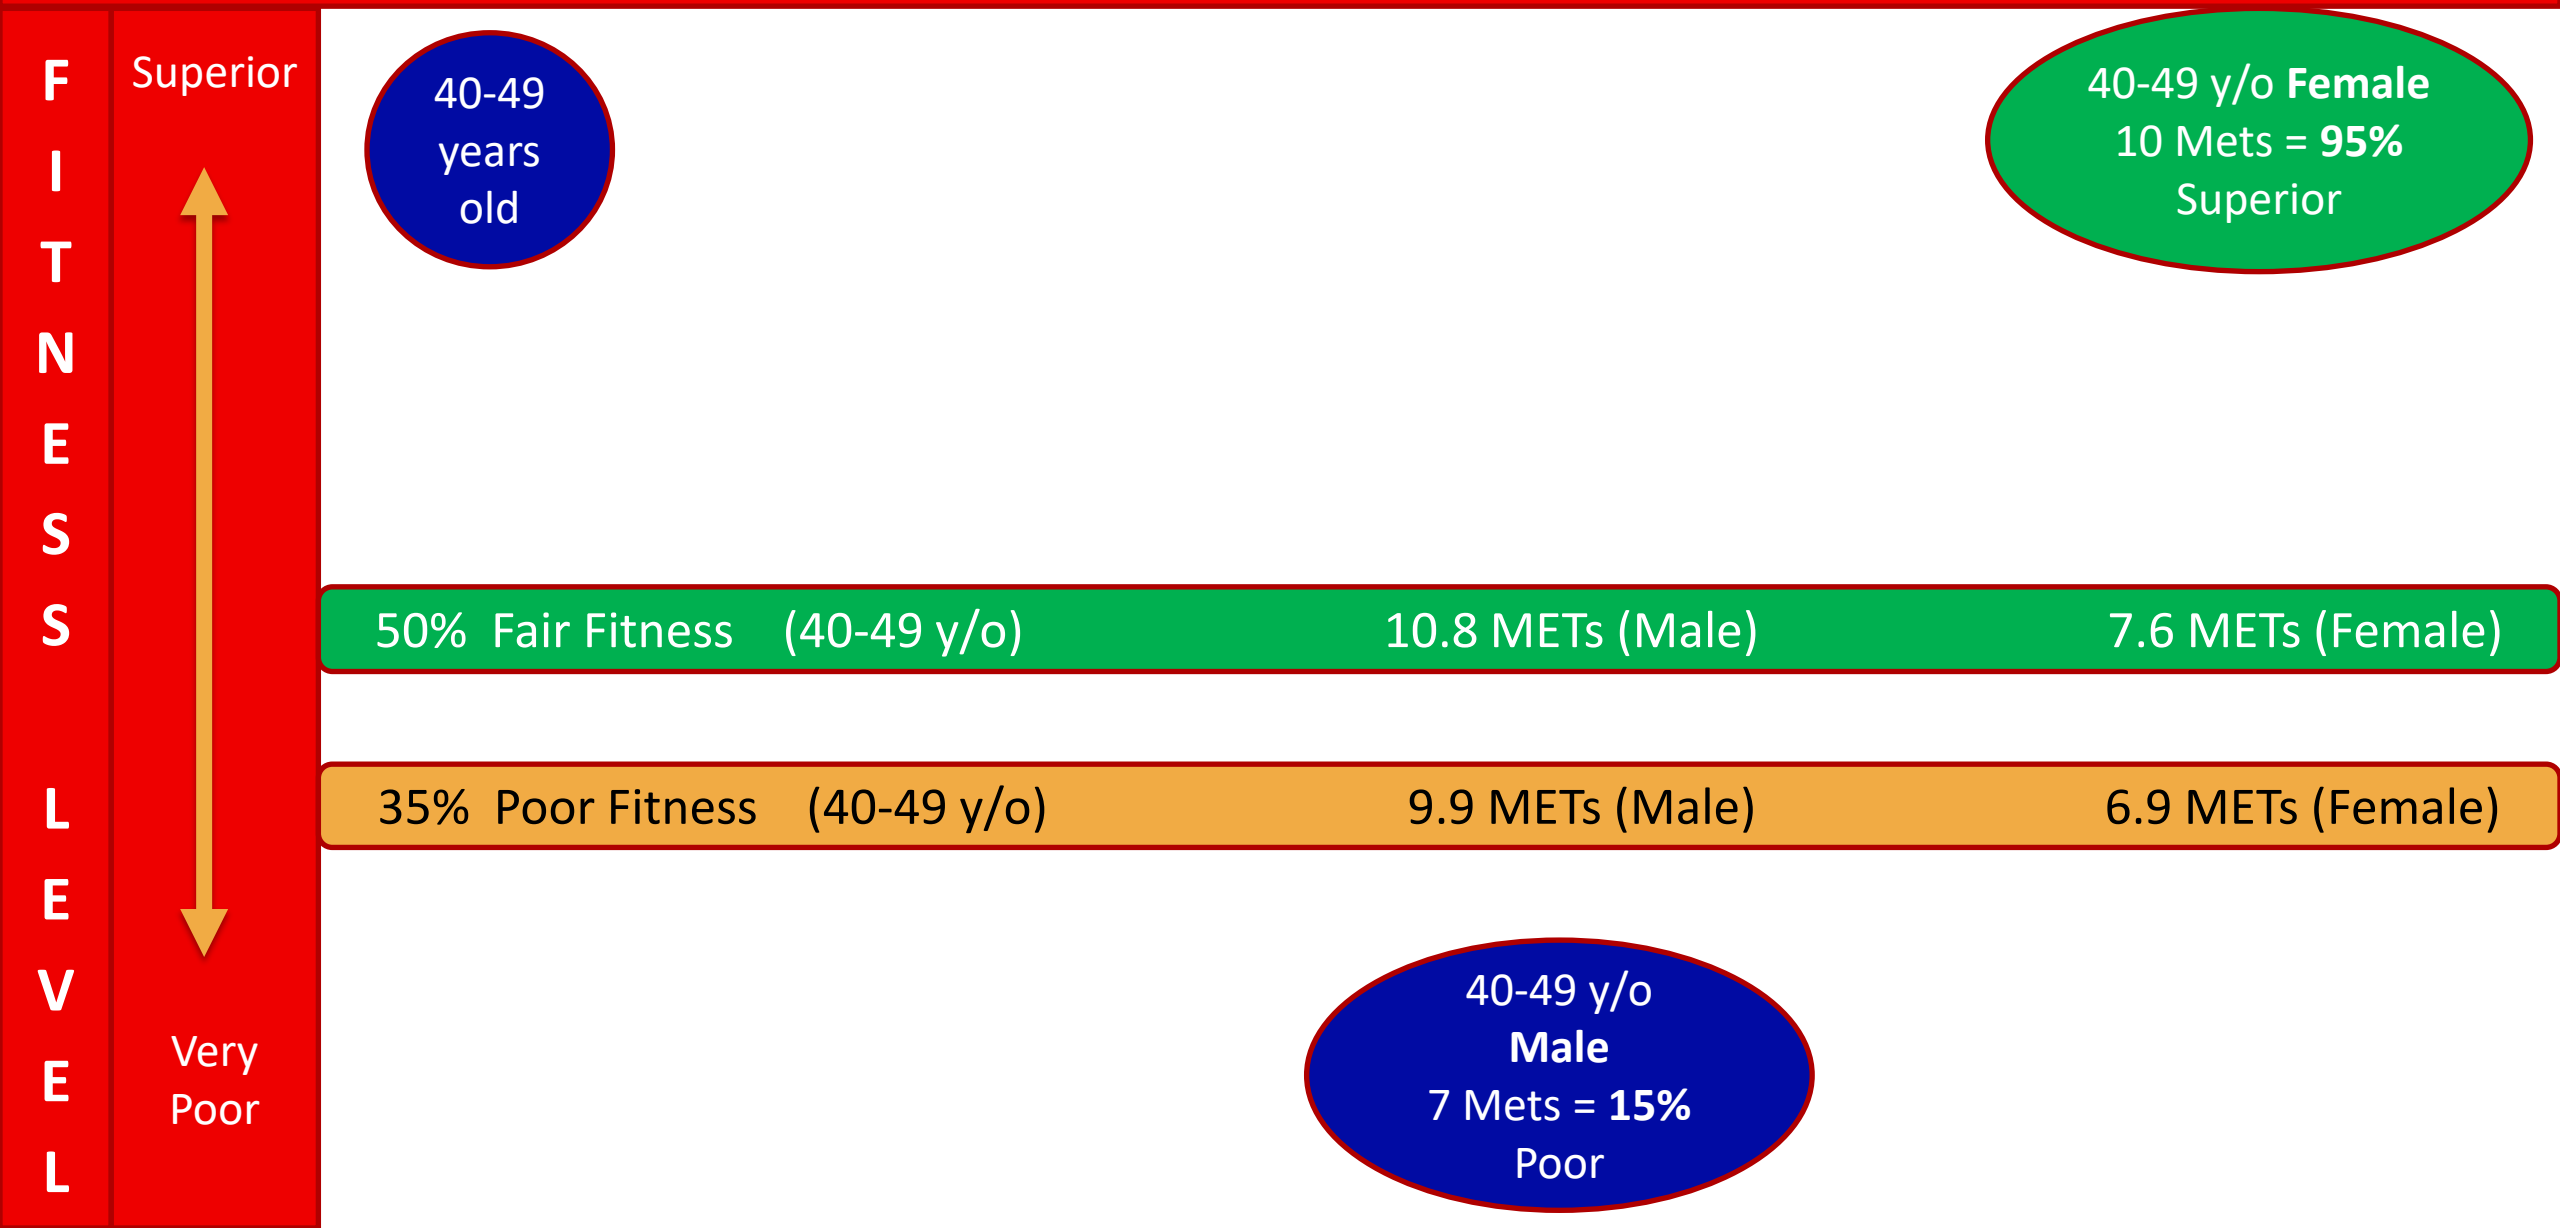 FITNESS LEVEL
Superior
Very
Poor
40-49
years
old
40-49 y/o Female
10 Mets = 95%
Superior
50% Fair Fitness (40-49 y/o) 10.8 METs (Male) 7.6 METs (Female)
35% Poor Fitness (40-49 y/o) 9.9 METs (Male) 6.9 METs (Female)
40-49 y/o
Male
7 Mets = 15%
Poor